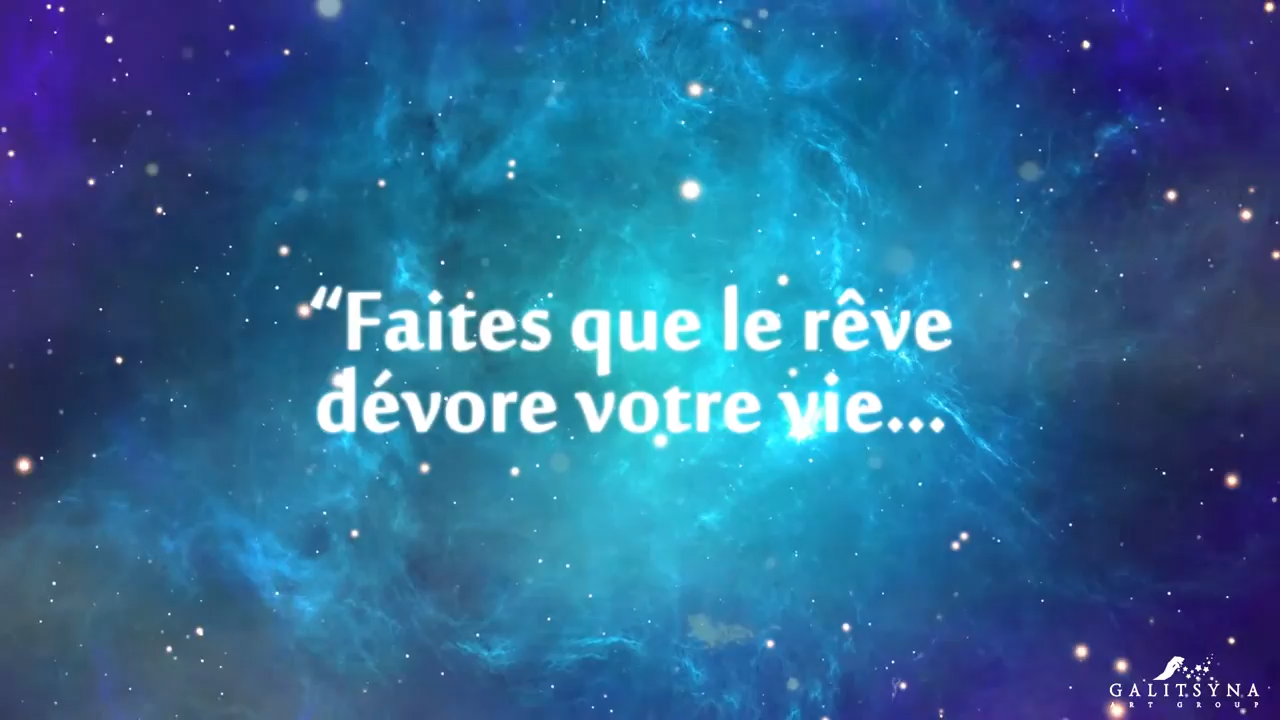 “Faites que le rêve
dévore votre vie...
GALITSYNA
ART GROUP